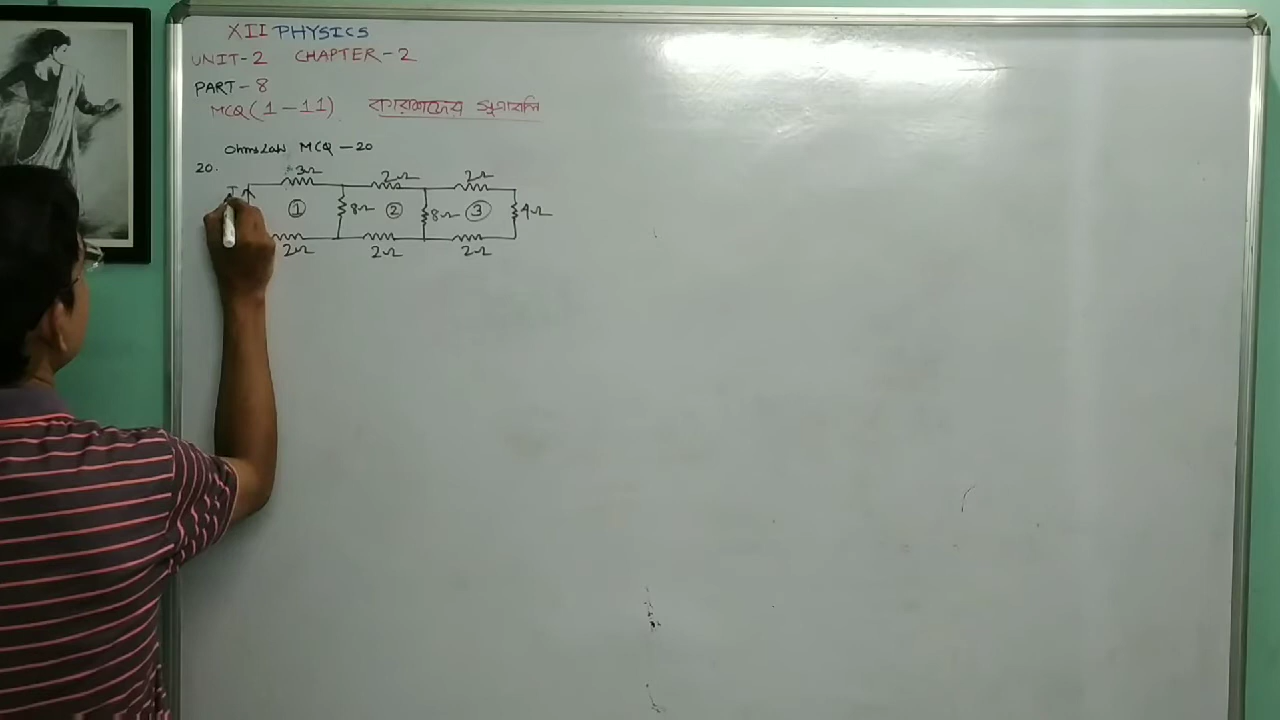 XII PHYSICS
UNIT-2 CHAPTER-2
PART-8
MCQ(1-11) কারশফের সূত্রাবলি
Ohms Law MCQ-20
20.
3Ω 2Ω 2Ω
I ① 8Ω ② 8Ω ③ 4Ω
2Ω 2Ω 2Ω